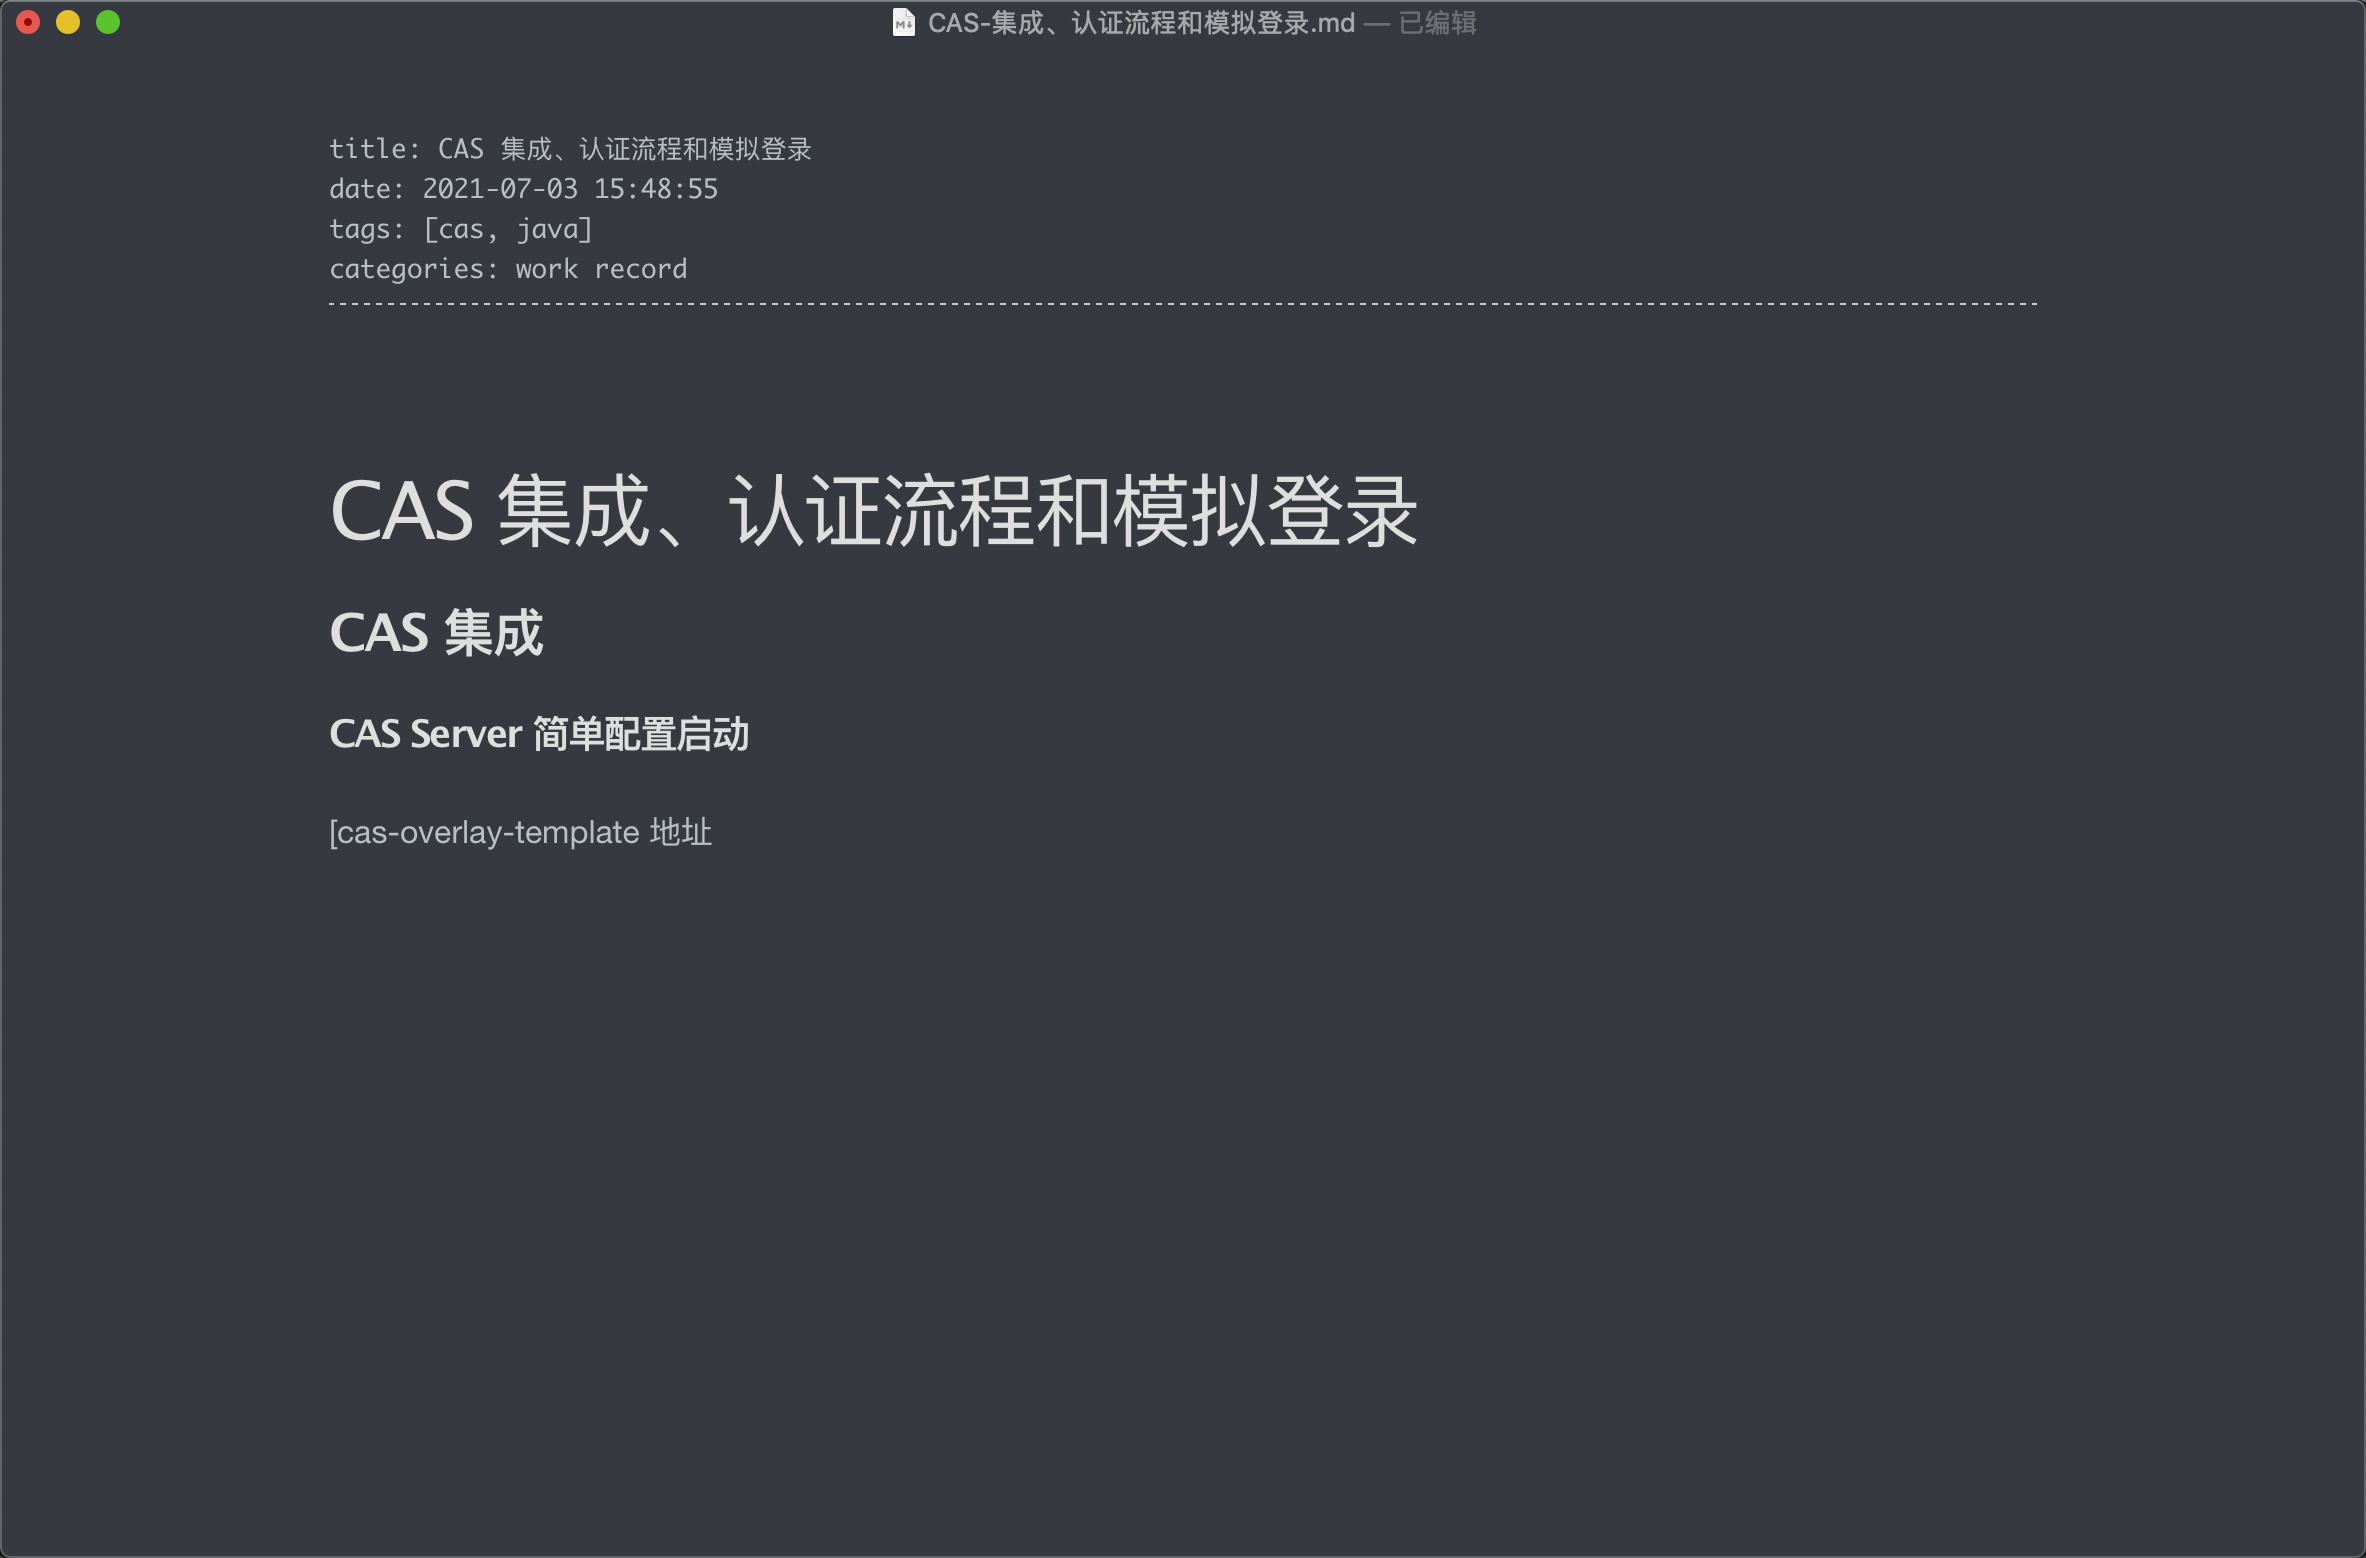 CAS-集成、认证流程和模拟登录.md — 已编辑
title: CAS 集成、认证流程和模拟登录
date: 2021-07-03 15:48:55
tags: [cas, java]
categories: work record
CAS 集成、认证流程和模拟登录
CAS 集成
CAS Server 简单配置启动
[cas-overlay-template 地址